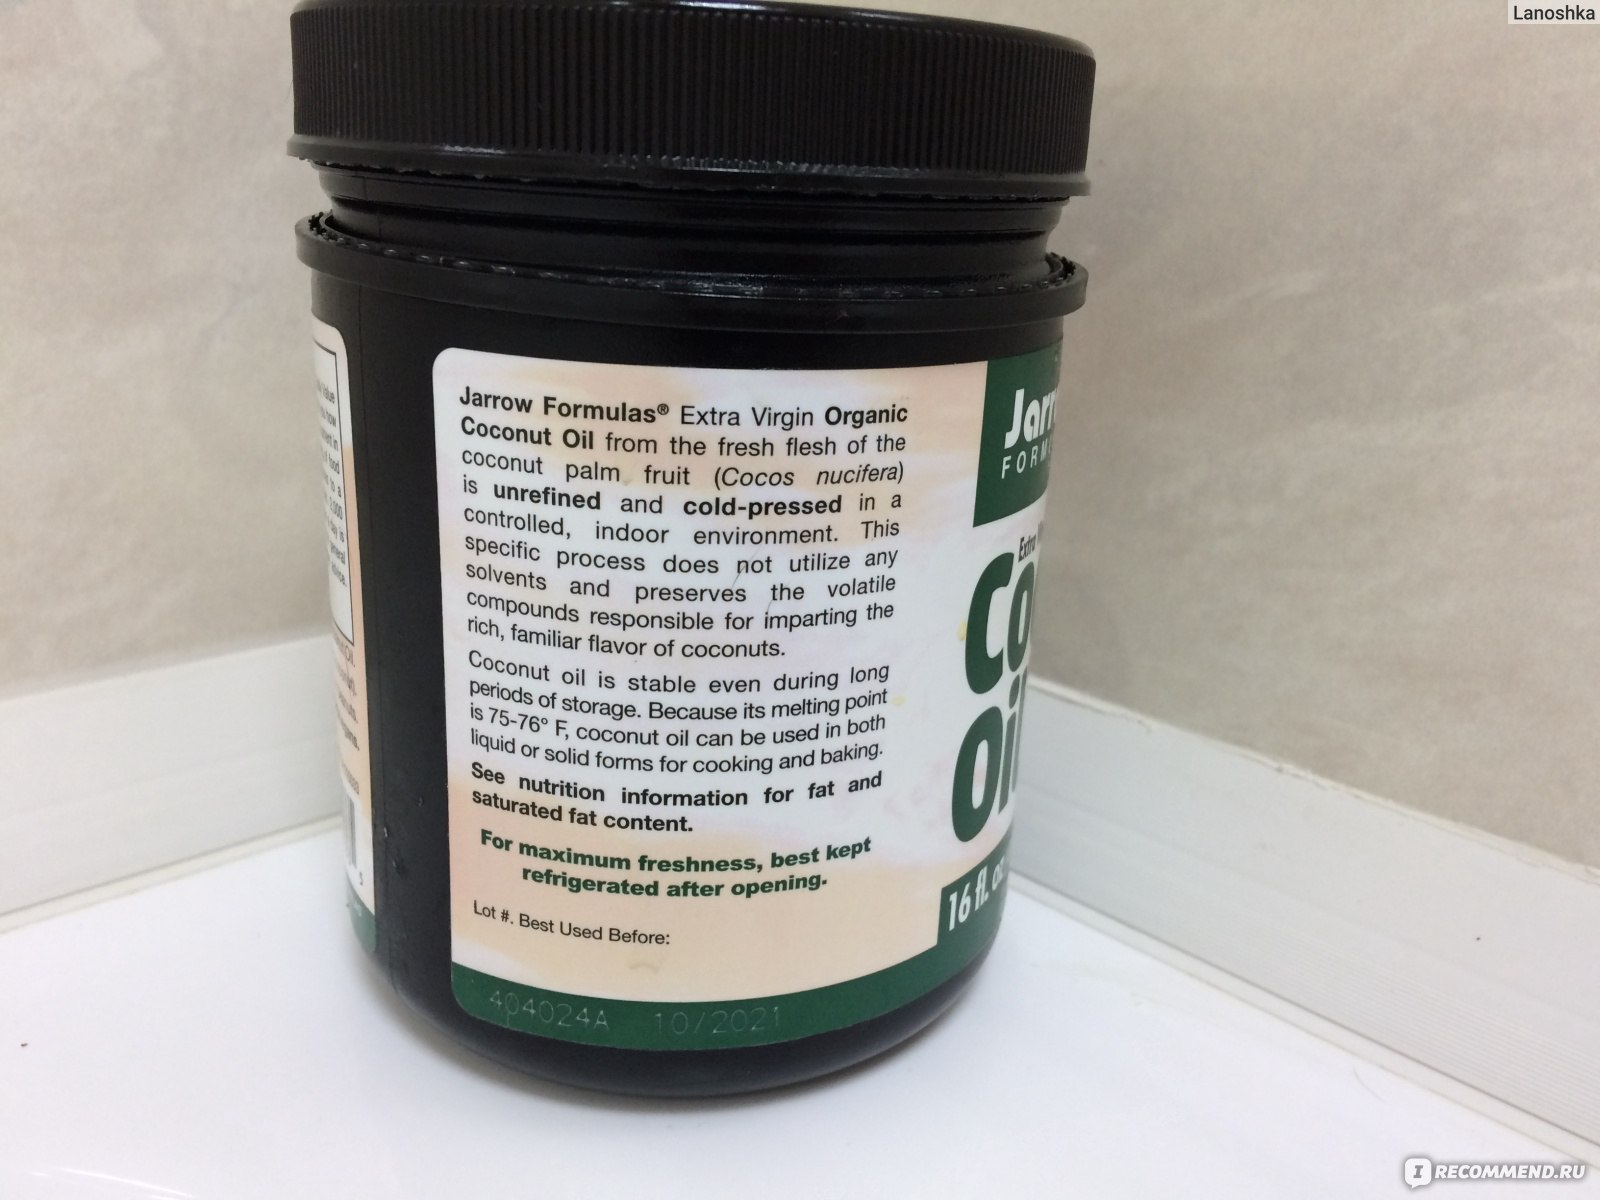 Lanoshka
Jarrow Formulas® Extra Virgin Organic
Coconut Oil from the fresh flesh of the
coconut palm fruit (Cocos nucifera)
is unrefined and cold-pressed in a
controlled, indoor environment. This
specific process does not utilize any
solvents and preserves the volatile
compounds responsible for imparting the
rich, familiar flavor of coconuts.
Coconut oil is stable even during long
periods of storage. Because its melting point
is 75-76° F, coconut oil can be used in both
liquid or solid forms for cooking and baking.
See nutrition information for fat and
saturated fat content.
For maximum freshness, best kept
refrigerated after opening.
Lot #. Best Used Before:
404024A 10/2021
Jarr
FORM
Extra
Co
Oil
16 fl. oz
IRECOMMEND.RU